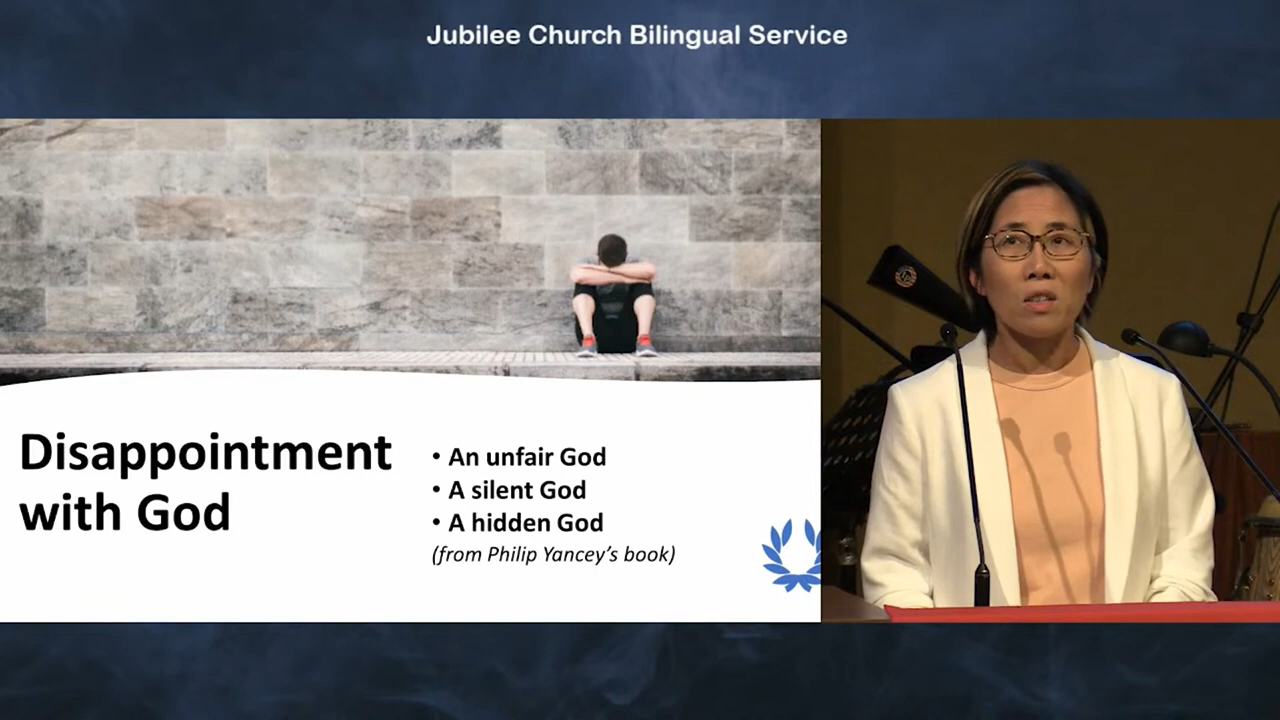 Jubilee Church Bilingual Service
Disappointment
with God
• An unfair God
• A silent God
• A hidden God
(from Philip Yancey's book)